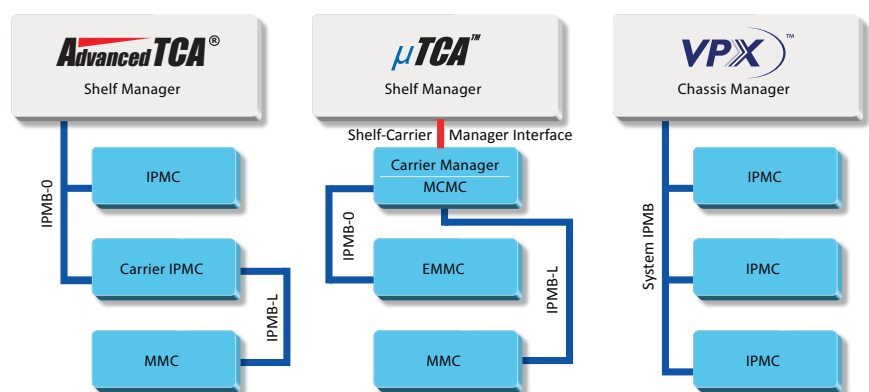 AdvancedTCA®
Shelf Manager
IPMB-0
IPMC
Carrier IPMC
IPMB-L
MMC
μTCA™
Shelf Manager
Shelf-Carrier Manager Interface
Carrier Manager
MCMC
IPMB-0
EMMC
IPMB-L
MMC
VPX™
Chassis Manager
System IPMB
IPMC
IPMC
IPMC